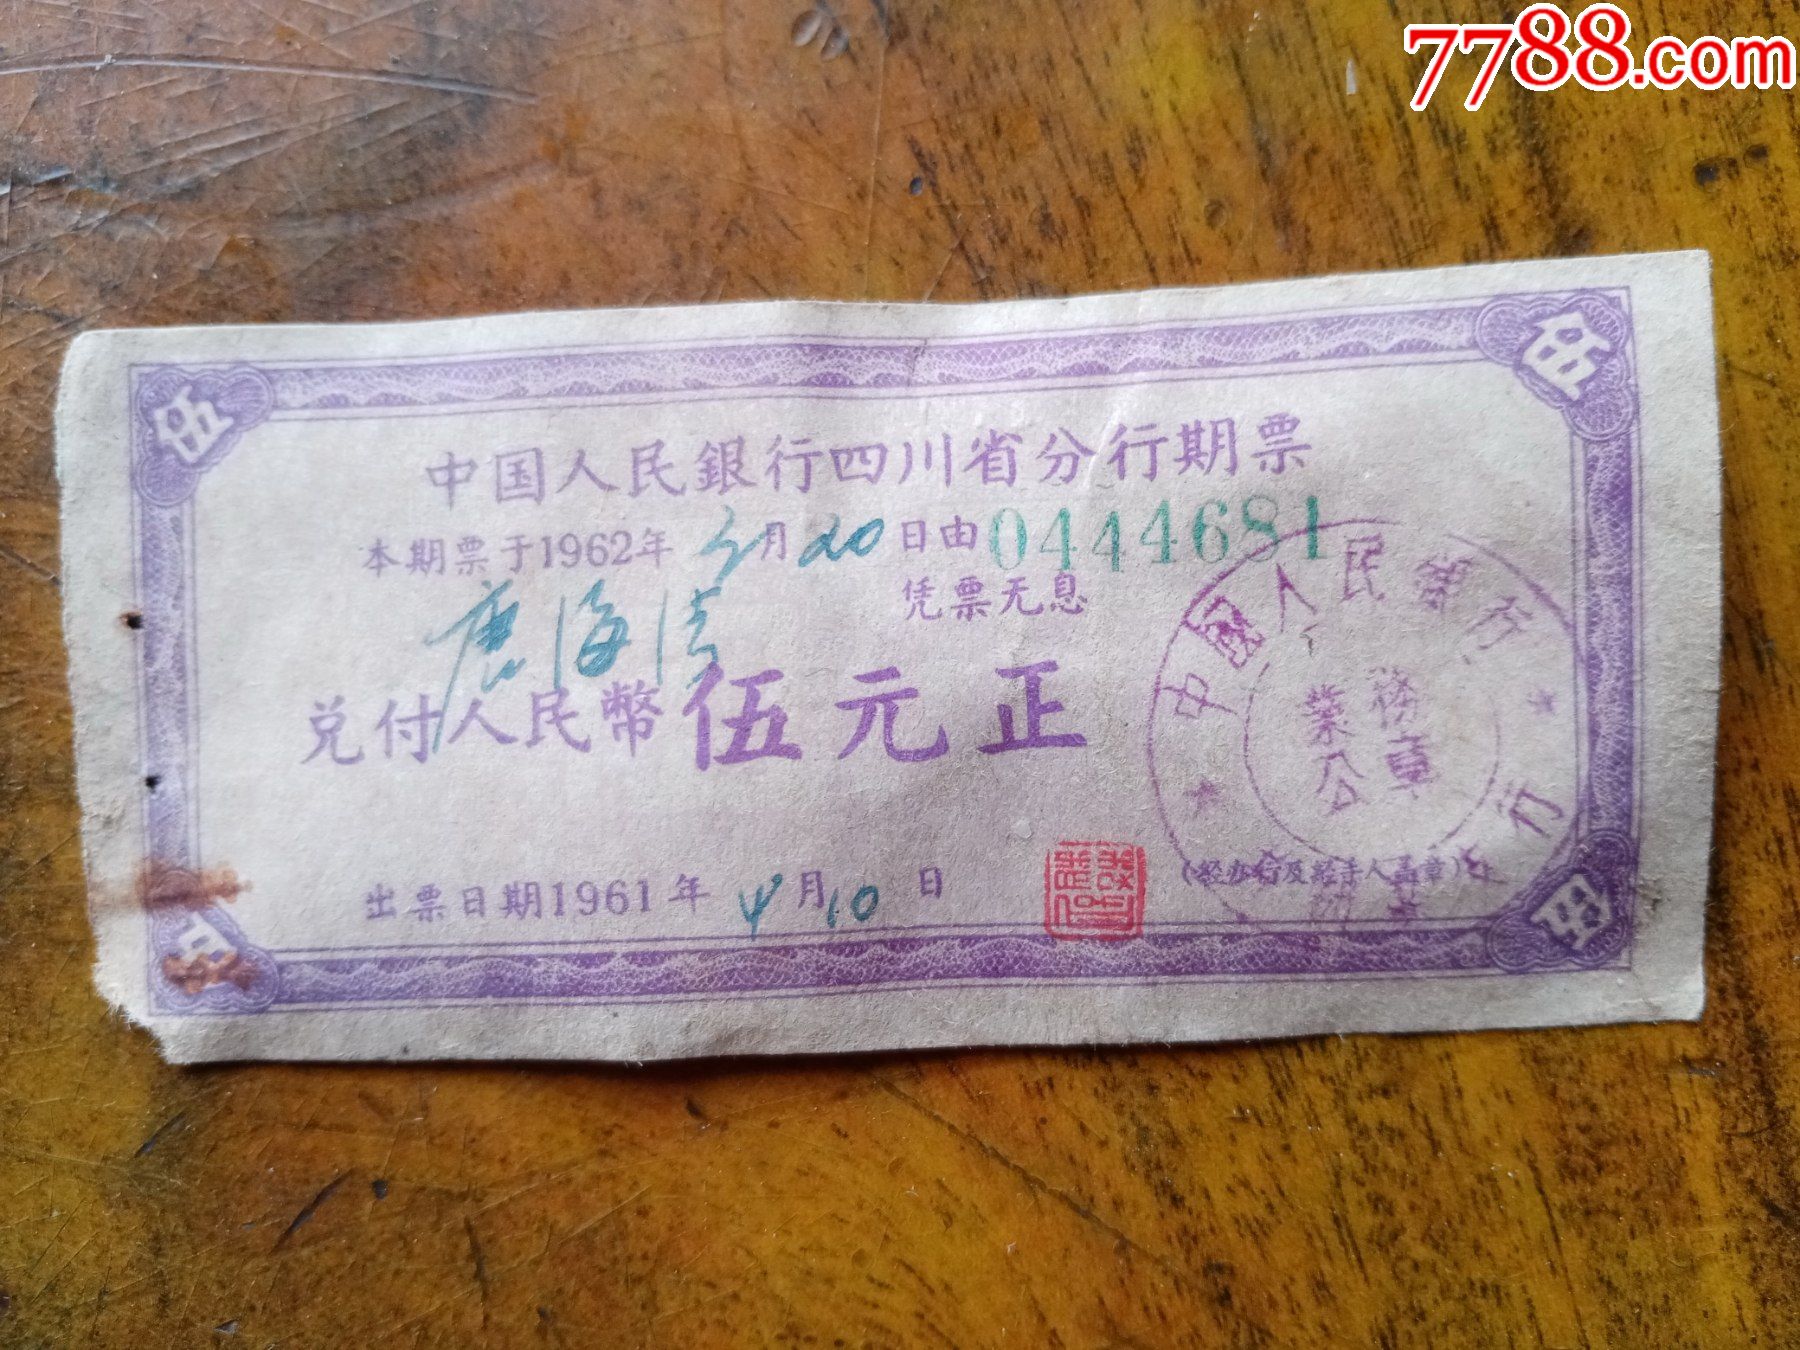 7788.com
伍
伍
中国人民銀行四川省分行期票
本期票于1962年 月20日由 0444681
凭票无息
唐海清
兑付人民幣伍元正
出票日期1961年4月10日
(经办行及经手人盖章)
伍
伍
中國人民銀行
業務公章
行